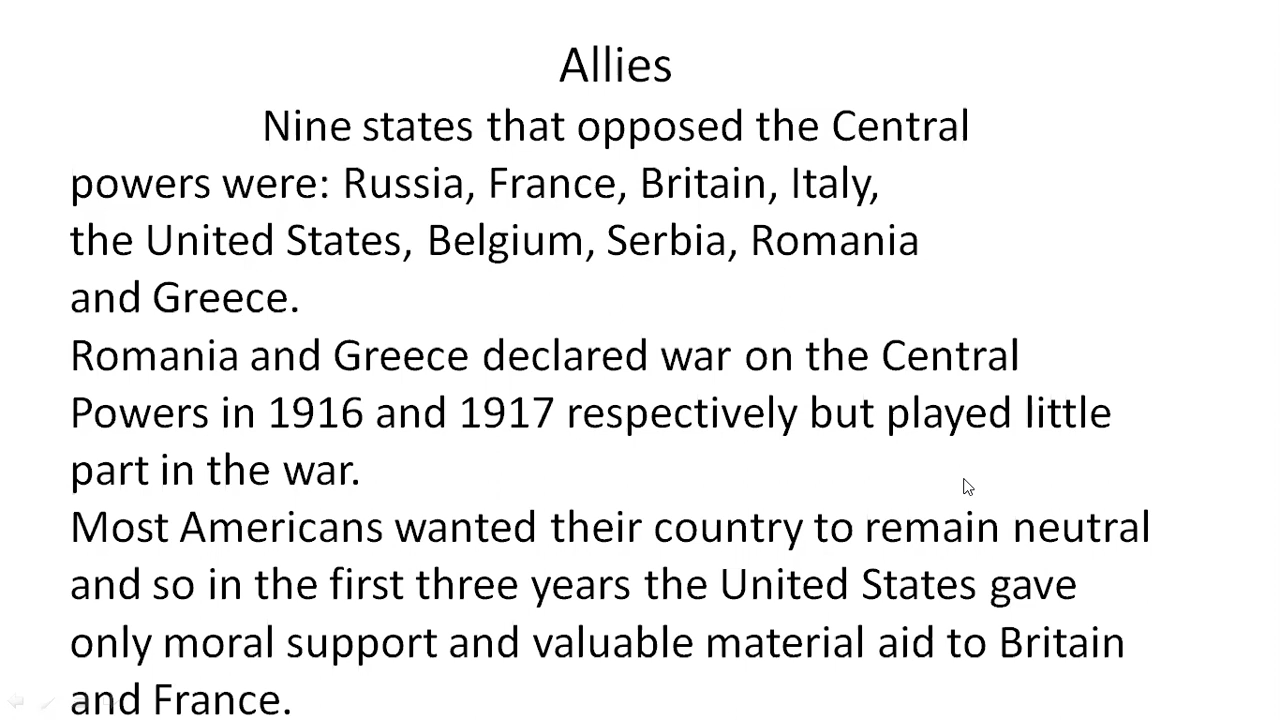 Allies
Nine states that opposed the Central
powers were: Russia, France, Britain, Italy,
the United States, Belgium, Serbia, Romania
and Greece.
Romania and Greece declared war on the Central
Powers in 1916 and 1917 respectively but played little
part in the war.
Most Americans wanted their country to remain neutral
and so in the first three years the United States gave
only moral support and valuable material aid to Britain
and France.